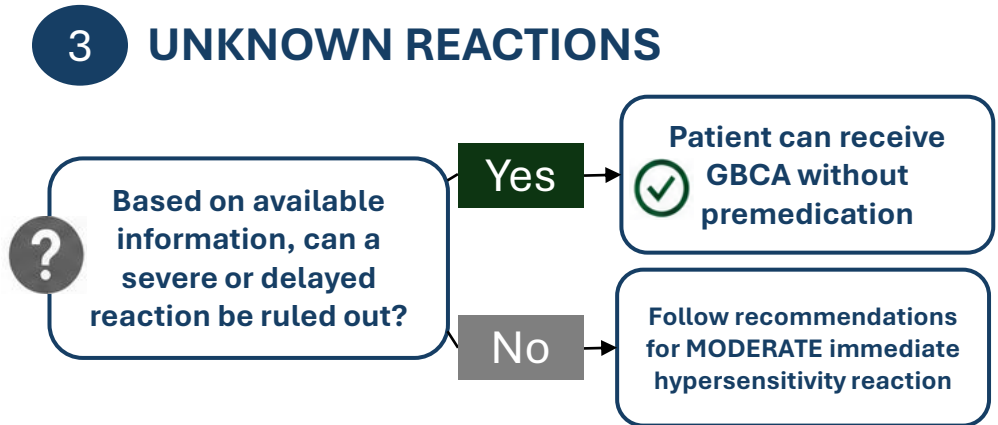 3 UNKNOWN REACTIONS
?
Based on available
information, can a
severe or delayed
reaction be ruled out?
Yes
Patient can receive
GBCA without
premedication
No
Follow recommendations
for MODERATE immediate
hypersensitivity reaction